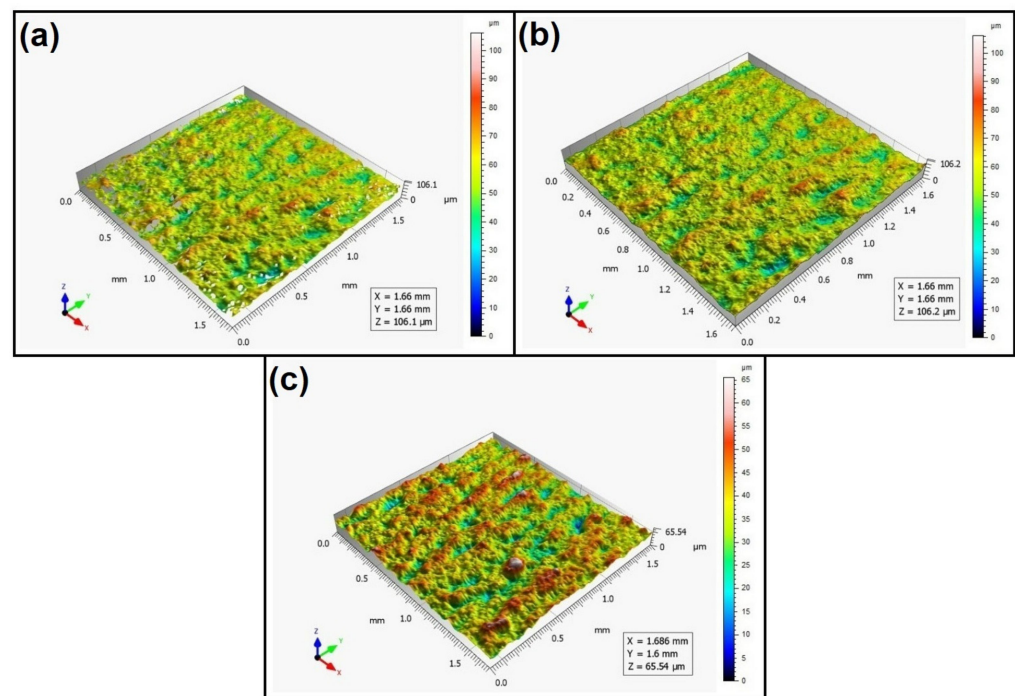 (a)
µm
100
90
80
70
60
50
40
30
20
10
0
106.1
0 µm
0.0
0.5
1.0
1.5
mm
0.0
0.5
1.0
1.5
mm
Z
Y
X
X = 1.66 mm
Y = 1.66 mm
Z = 106.1 µm
(b)
µm
100
90
80
70
60
50
40
30
20
10
0
106.2
0
0.0
0.2
0.4
0.6
0.8
1.0
1.2
1.4
1.6
mm
0.0
0.2
0.4
0.6
0.8
1.0
1.2
1.4
1.6
mm
Z
Y
X
X = 1.66 mm
Y = 1.66 mm
Z = 106.2 µm
(c)
µm
65
60
55
50
45
40
35
30
25
20
15
10
5
0
65.54
0 µm
0.0
0.5
1.0
1.5
mm
0.0
0.5
1.0
1.5
mm
Z
Y
X
X = 1.686 mm
Y = 1.6 mm
Z = 65.54 µm